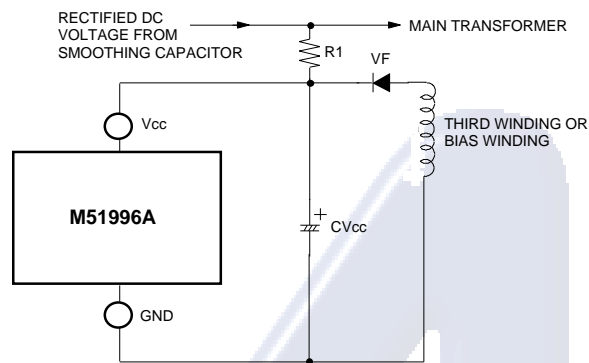 RECTIFIED DC
VOLTAGE FROM
SMOOTHING CAPACITOR
MAIN TRANSFORMER
R1
VF
Vcc
THIRD WINDING OR
BIAS WINDING
M51996A
+
CVcc
GND